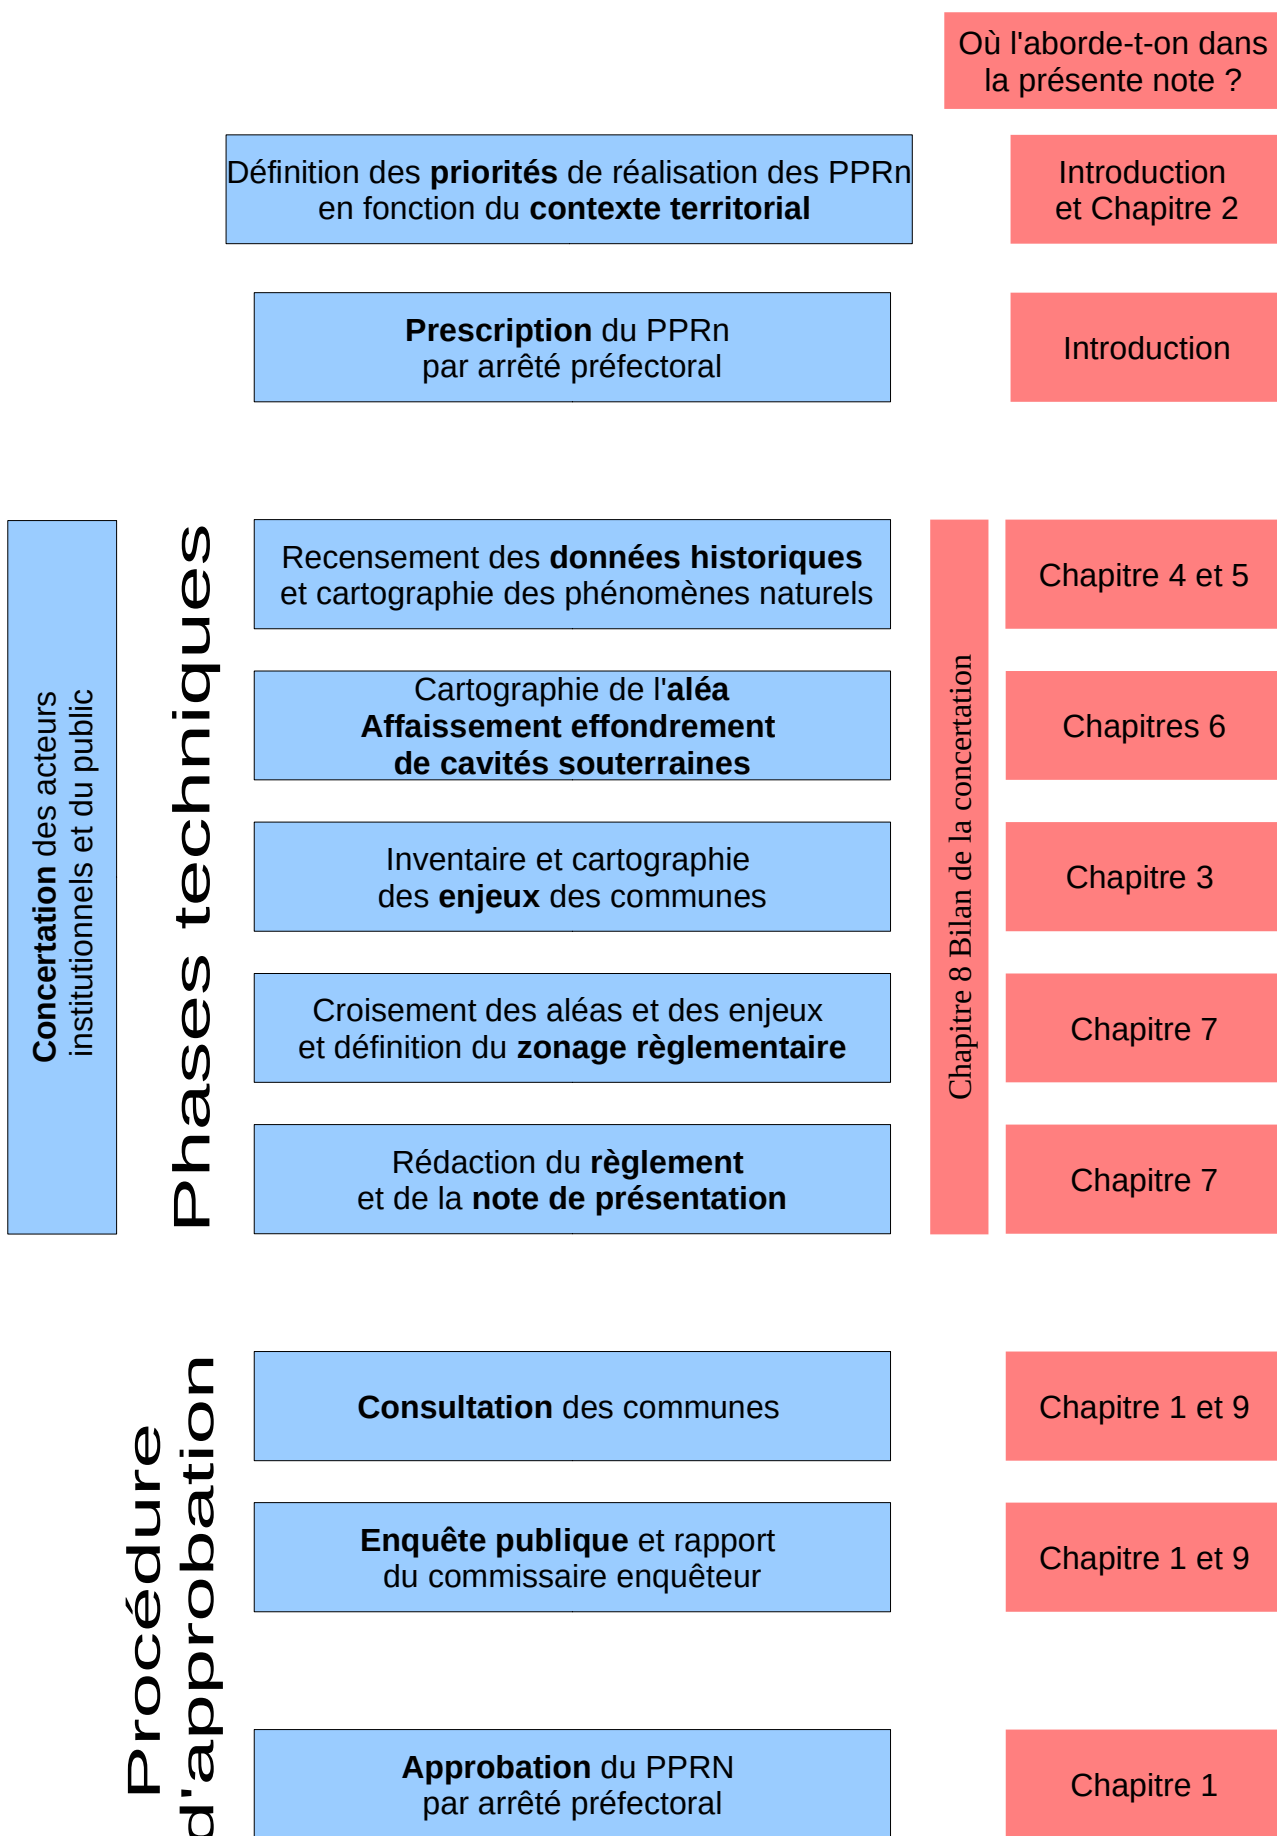 Où l'aborde-t-on dans
la présente note ?
Définition des priorités de réalisation des PPRn
en fonction du contexte territorial
Introduction
et Chapitre 2
Prescription du PPRn
par arrêté préfectoral
Introduction
Concertation des acteurs
institutionnels et du public
Phases techniques
Recensement des données historiques
et cartographie des phénomènes naturels
Chapitre 8 Bilan de la concertation
Chapitre 4 et 5
Cartographie de l'aléa
Affaissement effondrement
de cavités souterraines
Chapitres 6
Inventaire et cartographie
des enjeux des communes
Chapitre 3
Croisement des aléas et des enjeux
et définition du zonage règlementaire
Chapitre 7
Rédaction du règlement
et de la note de présentation
Chapitre 7
Procédure
d'approbation
Consultation des communes
Chapitre 1 et 9
Enquête publique et rapport
du commissaire enquêteur
Chapitre 1 et 9
Approbation du PPRN
par arrêté préfectoral
Chapitre 1